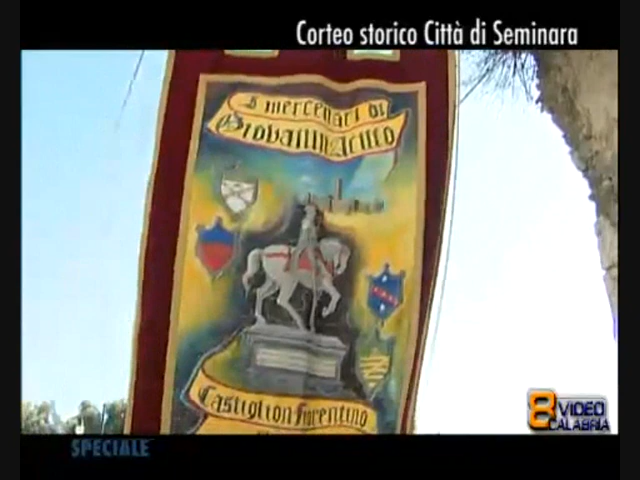 Corteo storico Città di Seminara
I mercenari di
Giovanni Acuto
Castiglion Fiorentino
8 VIDEO
CALABRIA
SPECIALE